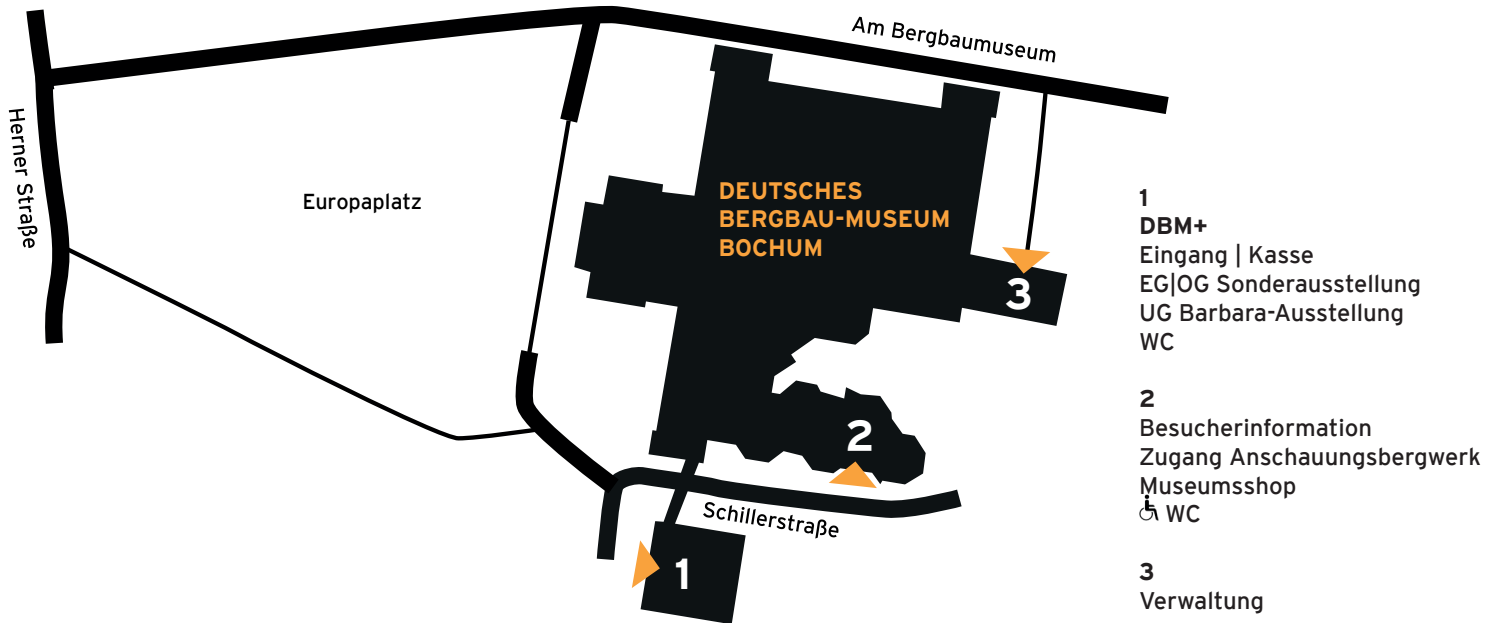 Am Bergbaumuseum
Herner Straße
Europaplatz
DEUTSCHES
BERGBAU-MUSEUM
BOCHUM
3
2
Schillerstraße
1
1
DBM+
Eingang | Kasse
EG|OG Sonderausstellung
UG Barbara-Ausstellung
WC
2
Besucherinformation
Zugang Anschauungsbergwerk
Museumsshop
WC
3
Verwaltung